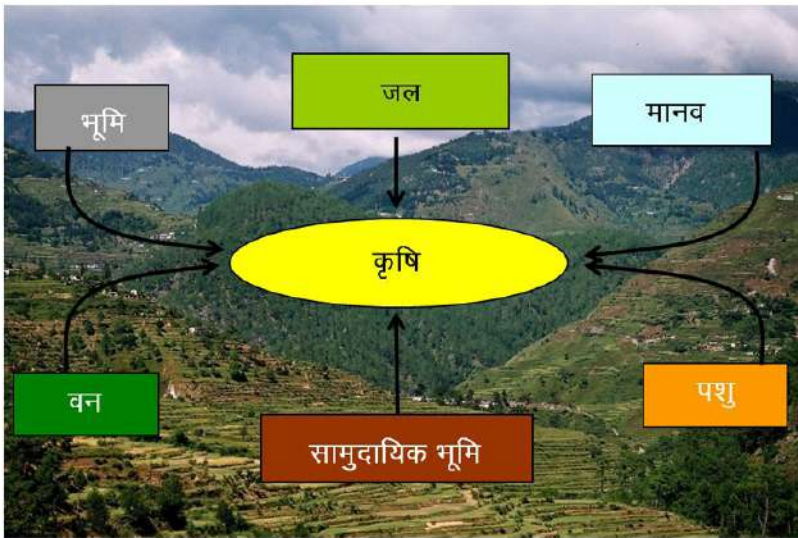 जल
भूमि
मानव
कृषि
वन
पशु
सामुदायिक भूमि